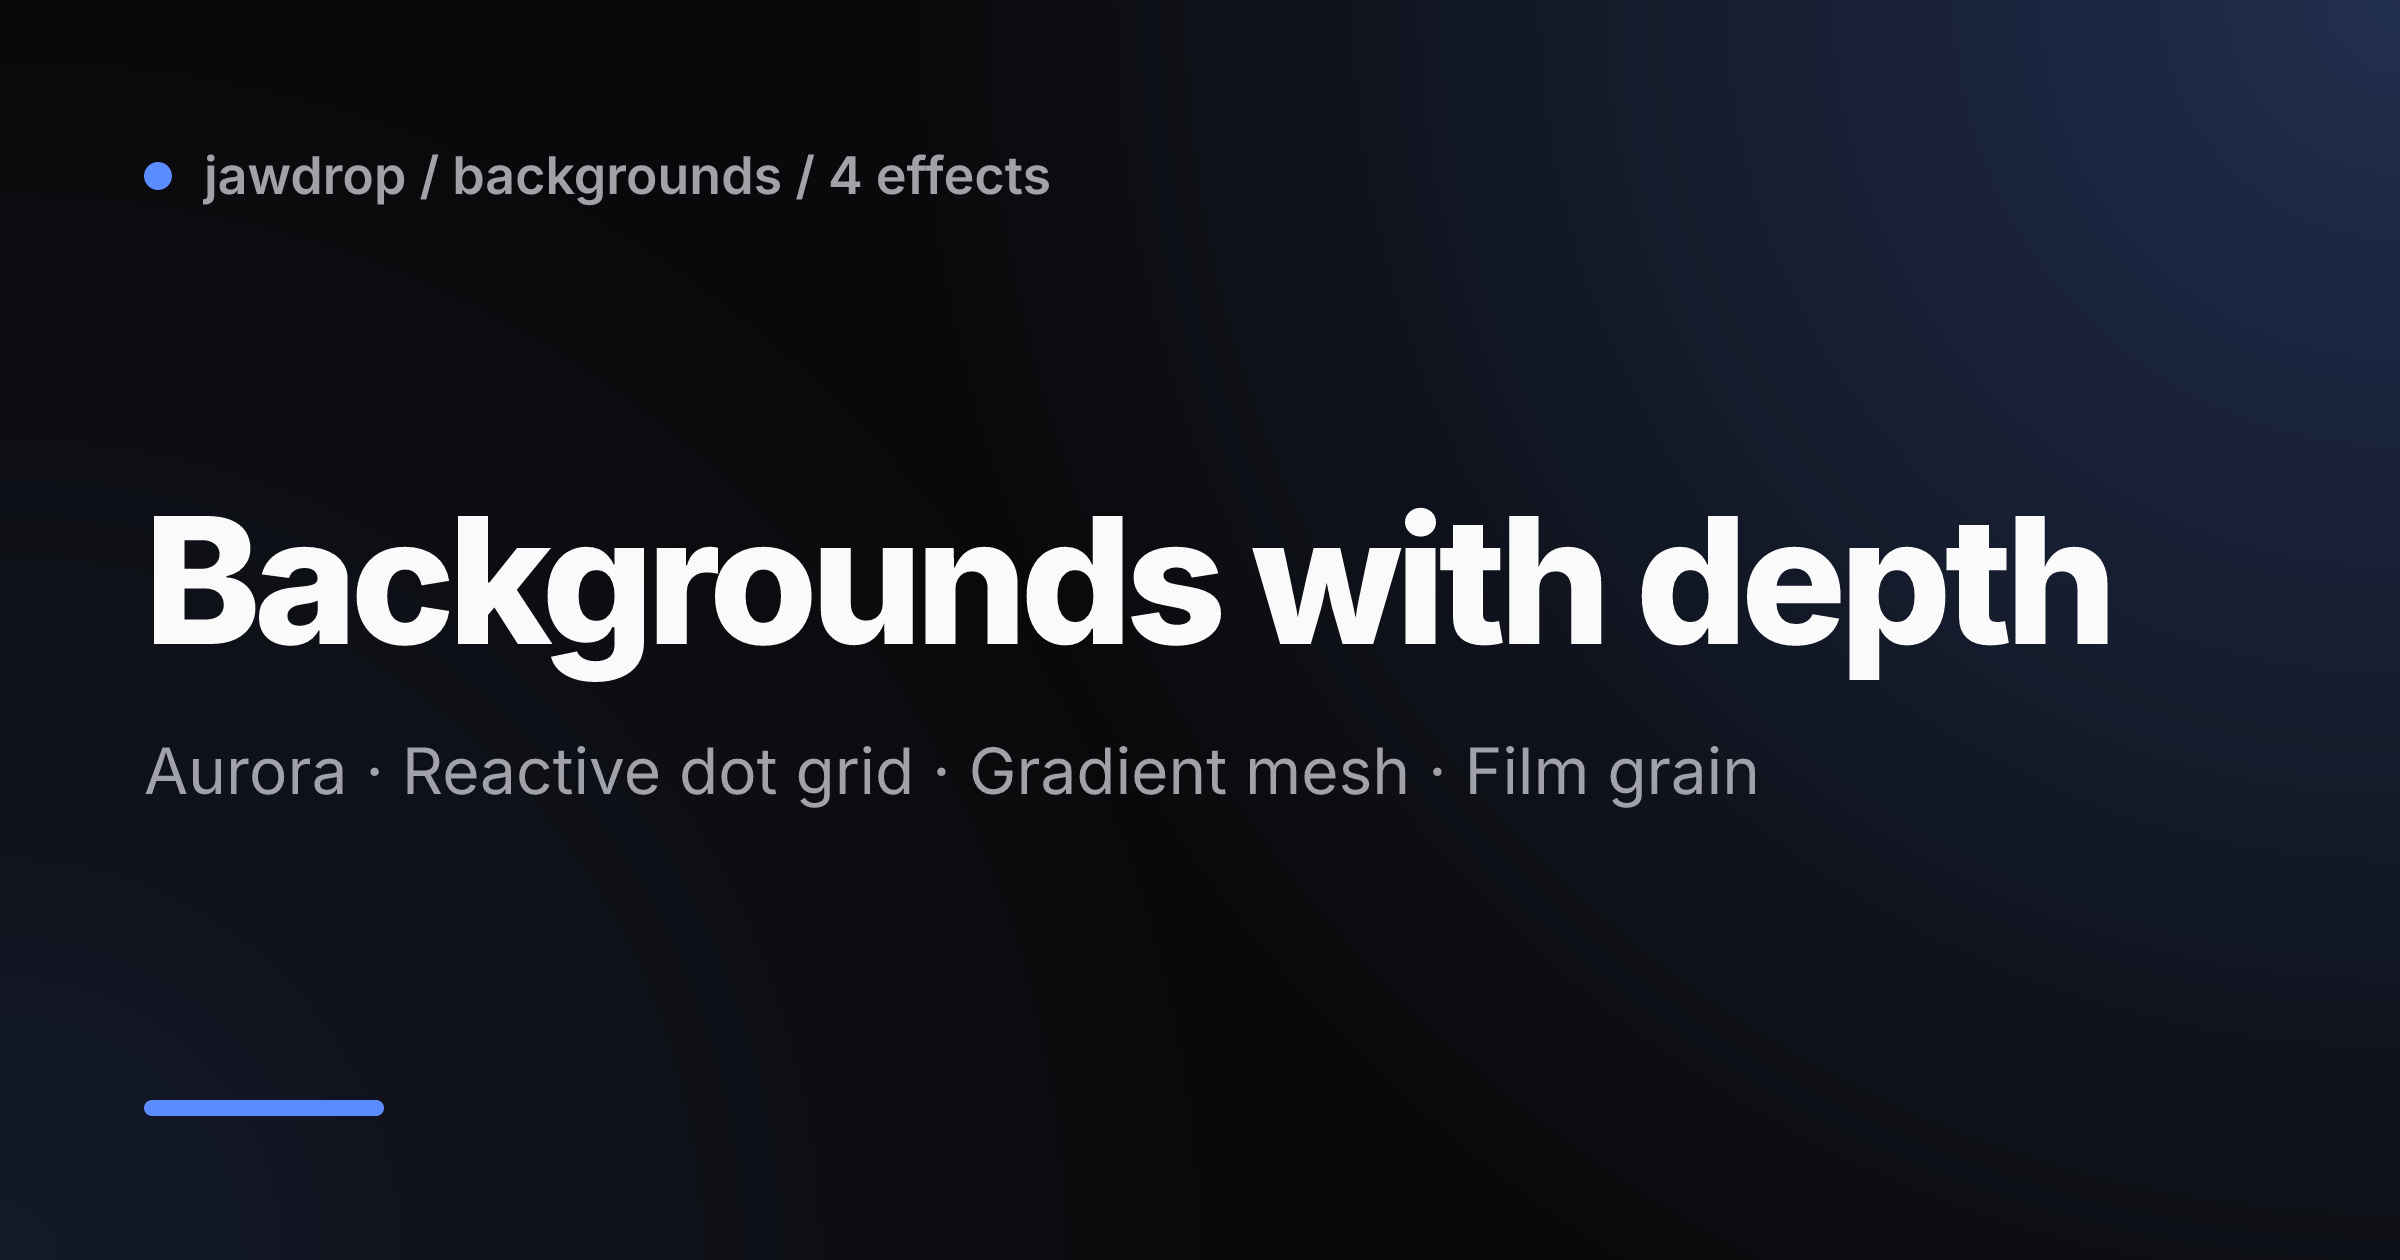 jawdrop / backgrounds / 4 effects
Backgrounds with depth
Aurora · Reactive dot grid · Gradient mesh · Film grain